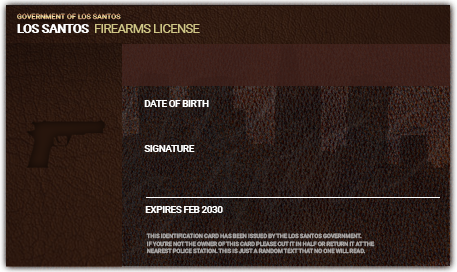 GOVERNMENT OF LOS SANTOS
LOS SANTOS FIREARMS LICENSE
DATE OF BIRTH
SIGNATURE
EXPIRES FEB 2030
THIS IDENTIFICATION CARD HAS BEEN ISSUED BY THE LOS SANTOS GOVERNMENT.
IF YOU'RE NOT THE OWNER OF THIS CARD PLEASE CUT IT IN HALF OR RETURN IT AT THE
NEAREST POLICE STATION. THIS IS JUST A RANDOM TEXT THAT NO ONE WILL READ.